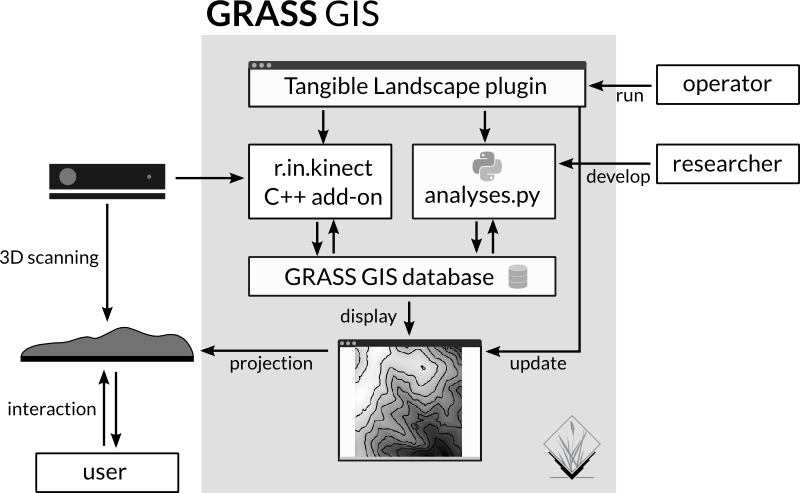 GRASS GIS
Tangible Landscape plugin
operator
run
r.in.kinect
C++ add-on
analyses.py
researcher
develop
3D scanning
GRASS GIS database
display
projection
update
interaction
user